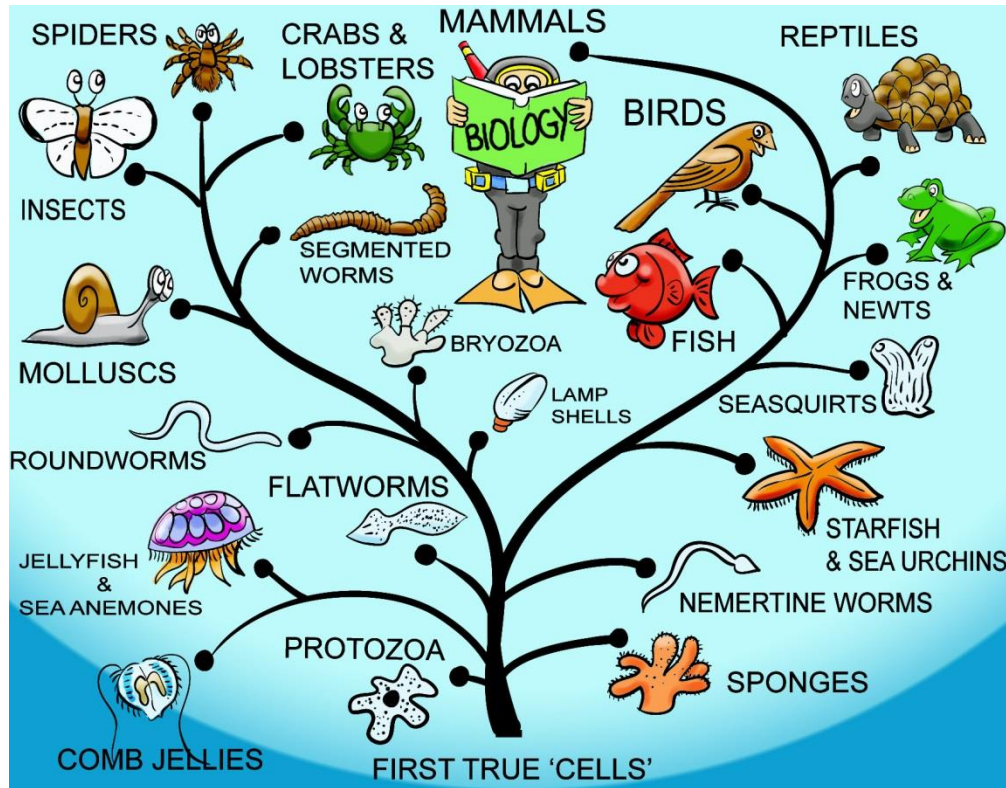 MAMMALS
SPIDERS
CRABS &
LOBSTERS
REPTILES
BIOLOGY
BIRDS
INSECTS
SEGMENTED
WORMS
FROGS &
NEWTS
MOLLUSCS
BRYOZOA
FISH
LAMP
SHELLS
SEASQUIRTS
ROUNDWORMS
FLATWORMS
STARFISH
& SEA URCHINS
JELLYFISH
&
SEA ANEMONES
NEMERTINE WORMS
PROTOZOA
SPONGES
COMB JELLIES
FIRST TRUE ‘CELLS’